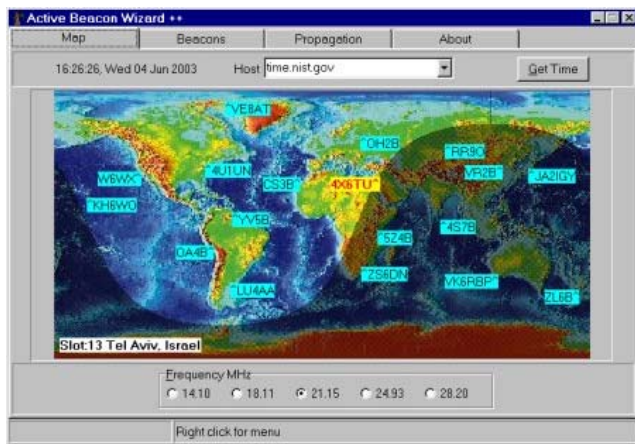 Active Beacon Wizard ++
Map Beacons Propagation About
16:26:26, Wed 04 Jun 2003 Host time.nist.gov Get Time
^VE8AT
^OH2B
^RR9O
^4U1UN
VR2B^
W6WX^
CS3B^
4X6TU^
^JA2IGY
^KH6WO
^YV5B
^4S7B
^5Z4B
OA4B^
^ZS6DN
VK6RBP^
^LU4AA
ZL6B^
Slot:13 Tel Aviv, Israel
Frequency MHz
14.10 18.11 21.15 24.93 28.20
Right click for menu